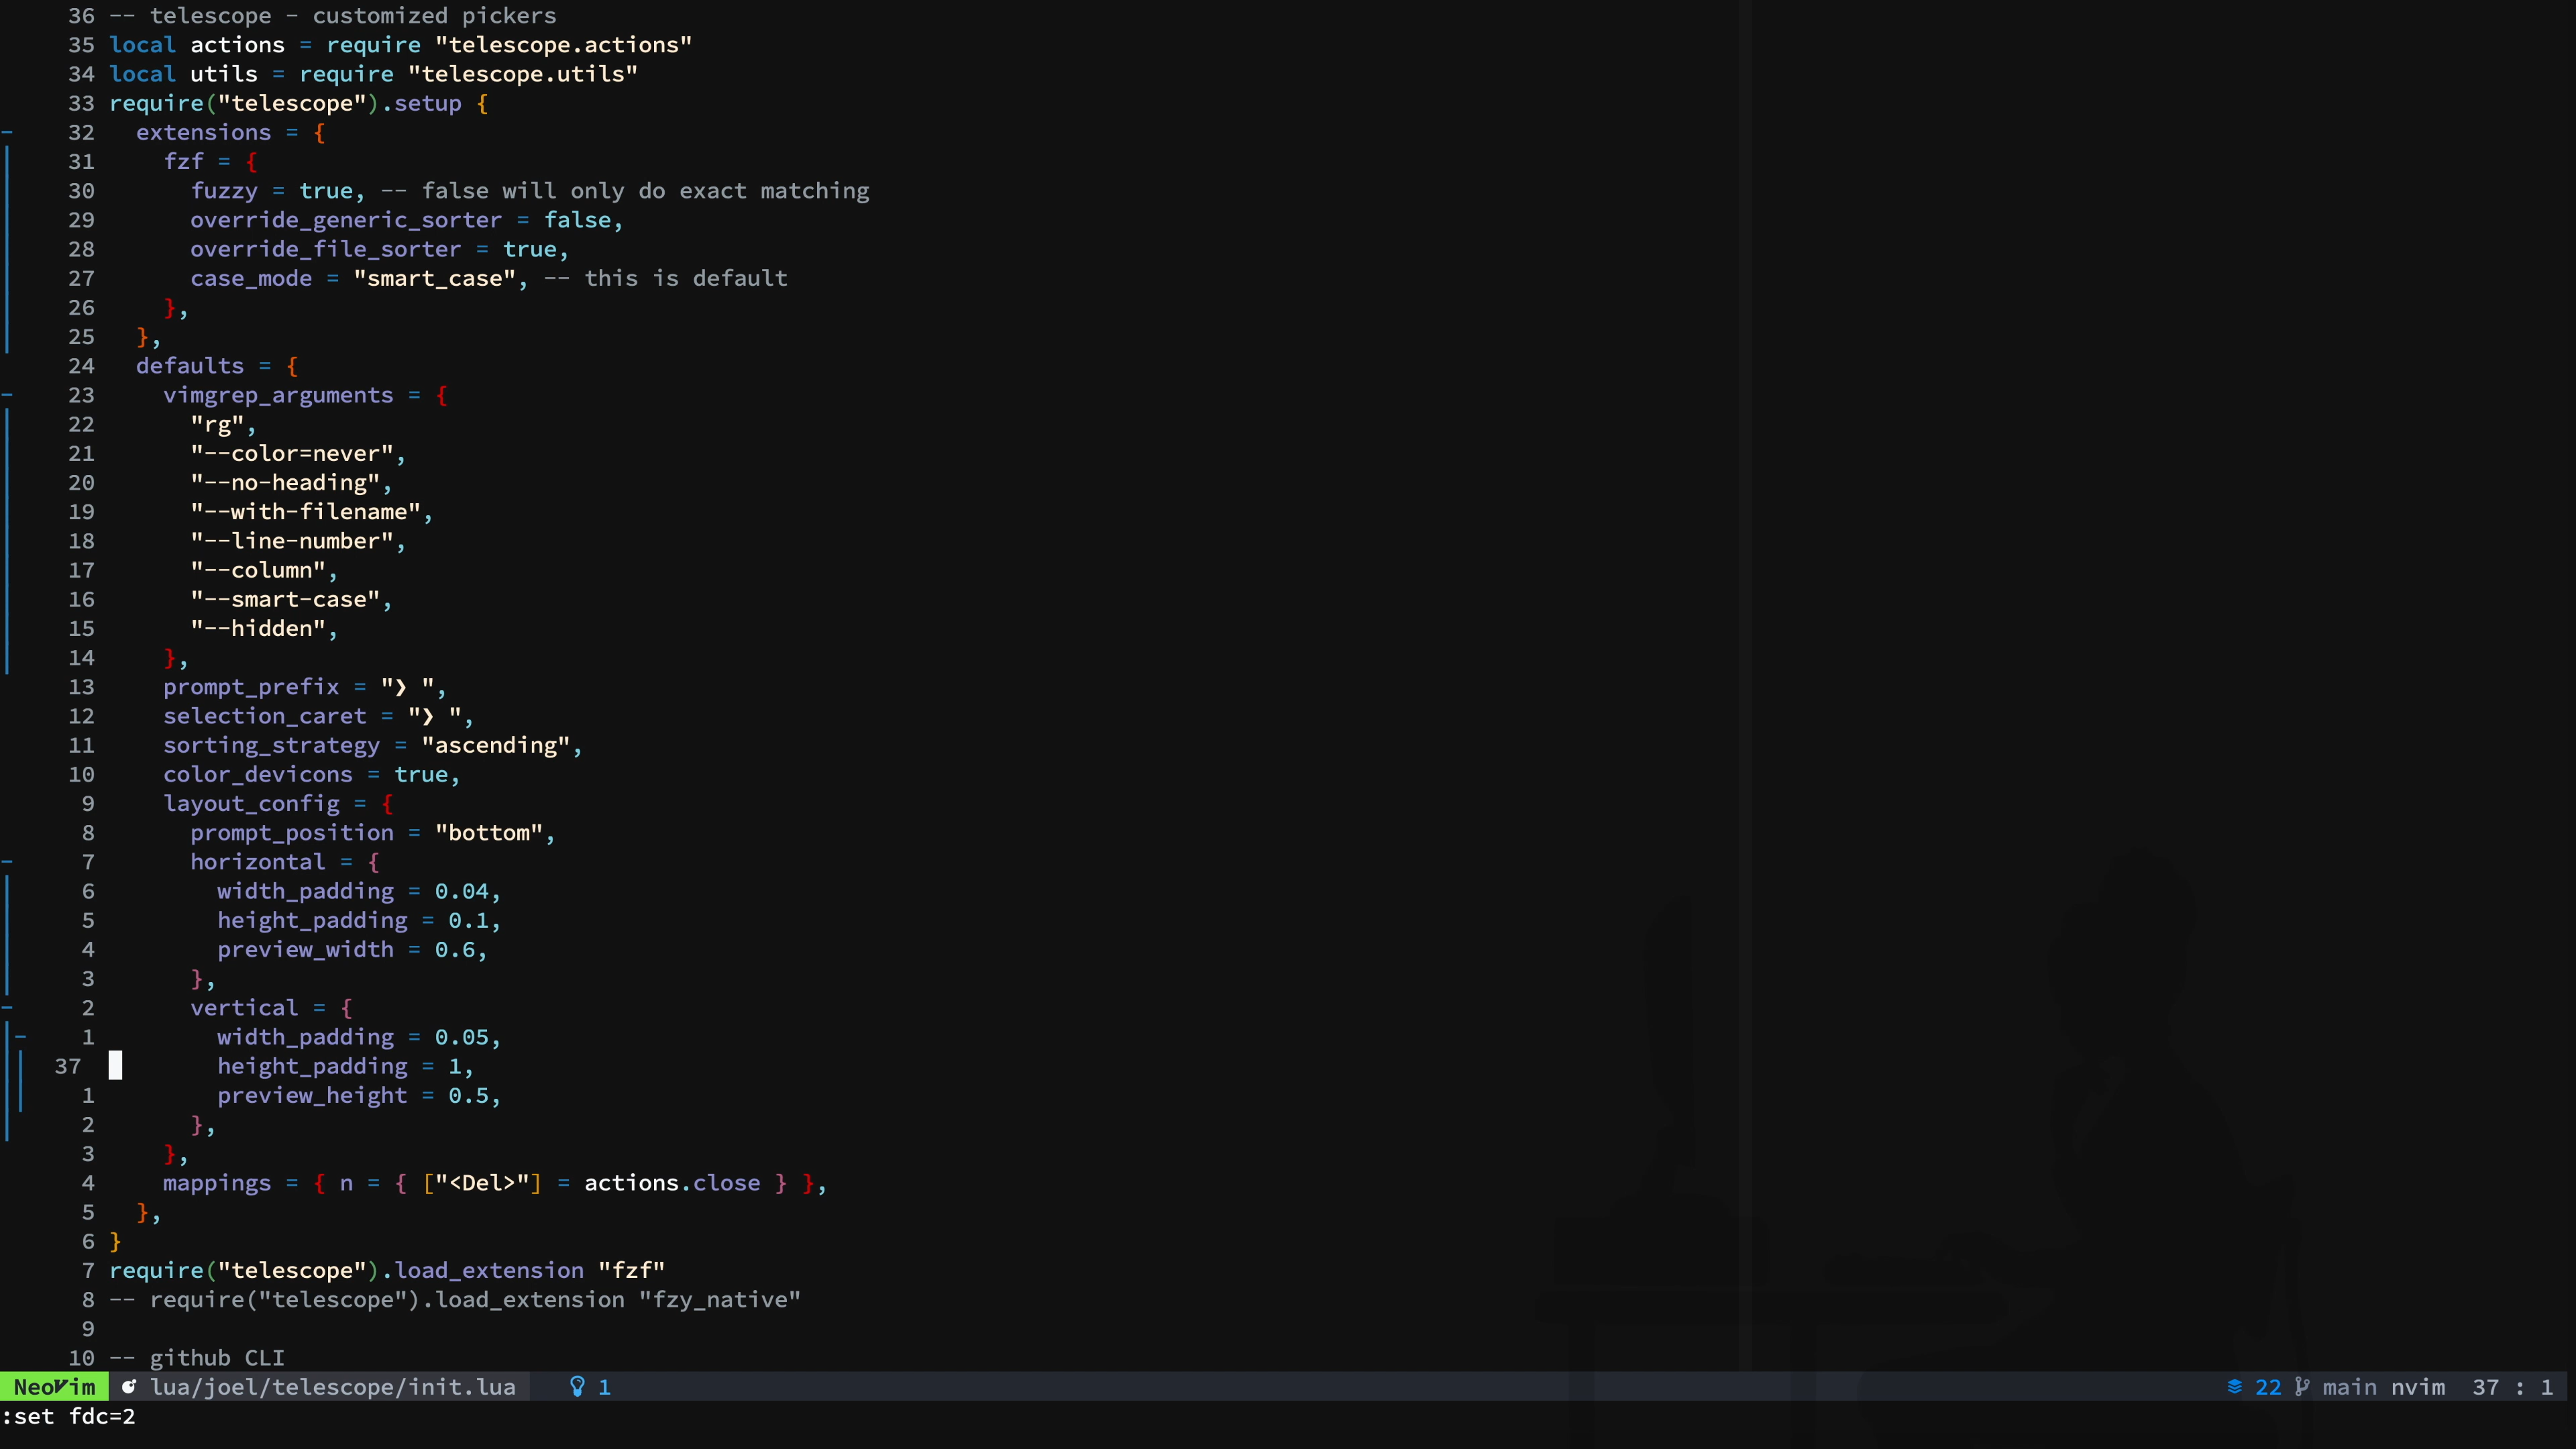 36 -- telescope - customized pickers
35 local actions = require "telescope.actions"
34 local utils = require "telescope.utils"
33 require("telescope").setup {
32   extensions = {
31     fzf = {
30       fuzzy = true, -- false will only do exact matching
29       override_generic_sorter = false,
28       override_file_sorter = true,
27       case_mode = "smart_case", -- this is default
26     },
25   },
24   defaults = {
23     vimgrep_arguments = {
22       "rg",
21       "--color=never",
20       "--no-heading",
19       "--with-filename",
18       "--line-number",
17       "--column",
16       "--smart-case",
15       "--hidden",
14     },
13     prompt_prefix = "❯ ",
12     selection_caret = "❯ ",
11     sorting_strategy = "ascending",
10     color_devicons = true,
9     layout_config = {
8       prompt_position = "bottom",
7       horizontal = {
6         width_padding = 0.04,
5         height_padding = 0.1,
4         preview_width = 0.6,
3       },
2       vertical = {
1         width_padding = 0.05,
37         height_padding = 1,
1         preview_height = 0.5,
2       },
3     },
4     mappings = { n = { ["<Del>"] = actions.close } },
5   },
6 }
7 require("telescope").load_extension "fzf"
8 -- require("telescope").load_extension "fzy_native"
9
10 -- github CLI
NeoVim lua/joel/telescope/init.lua 1 22 main nvim 37 : 1
:set fdc=2